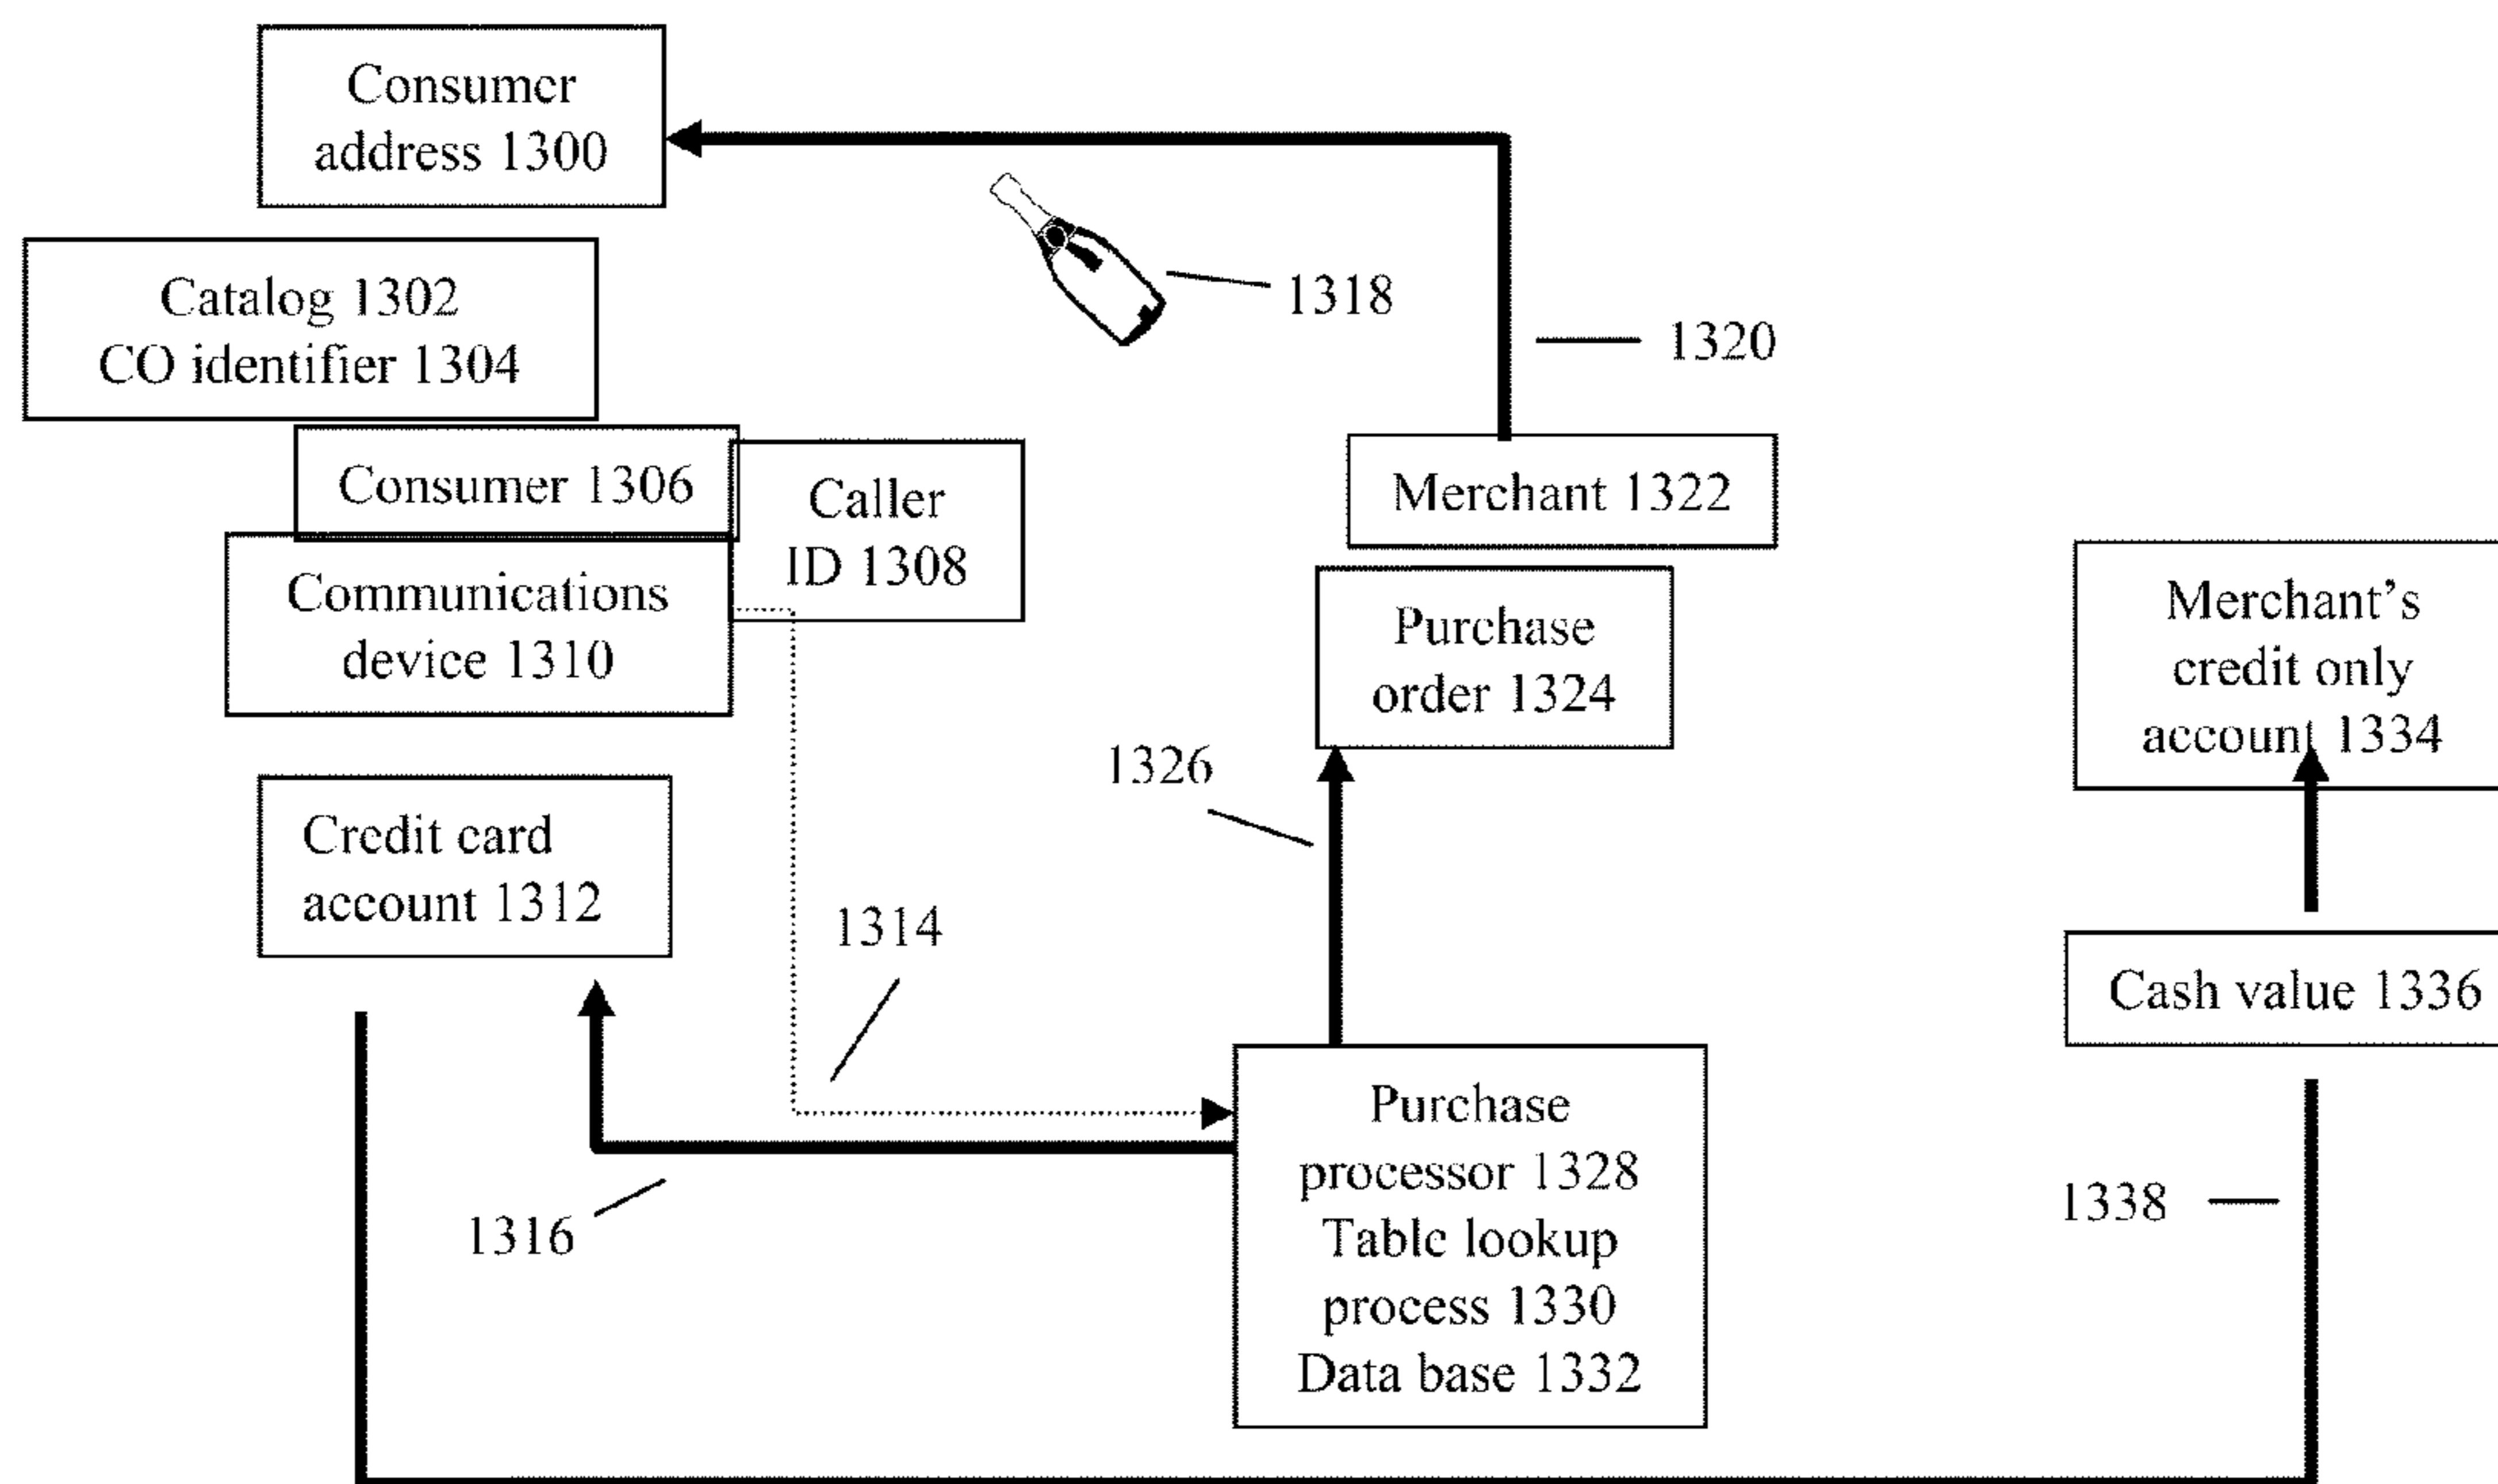 Consumer
address 1300
Catalog 1302
CO identifier 1304
1318
1320
Consumer 1306
Caller
ID 1308
Merchant 1322
Communications
device 1310
Purchase
order 1324
Merchant's
credit only
account 1334
1326
Credit card
account 1312
1314
Cash value 1336
1316
Purchase
processor 1328
Table lookup
process 1330
Data base 1332
1338